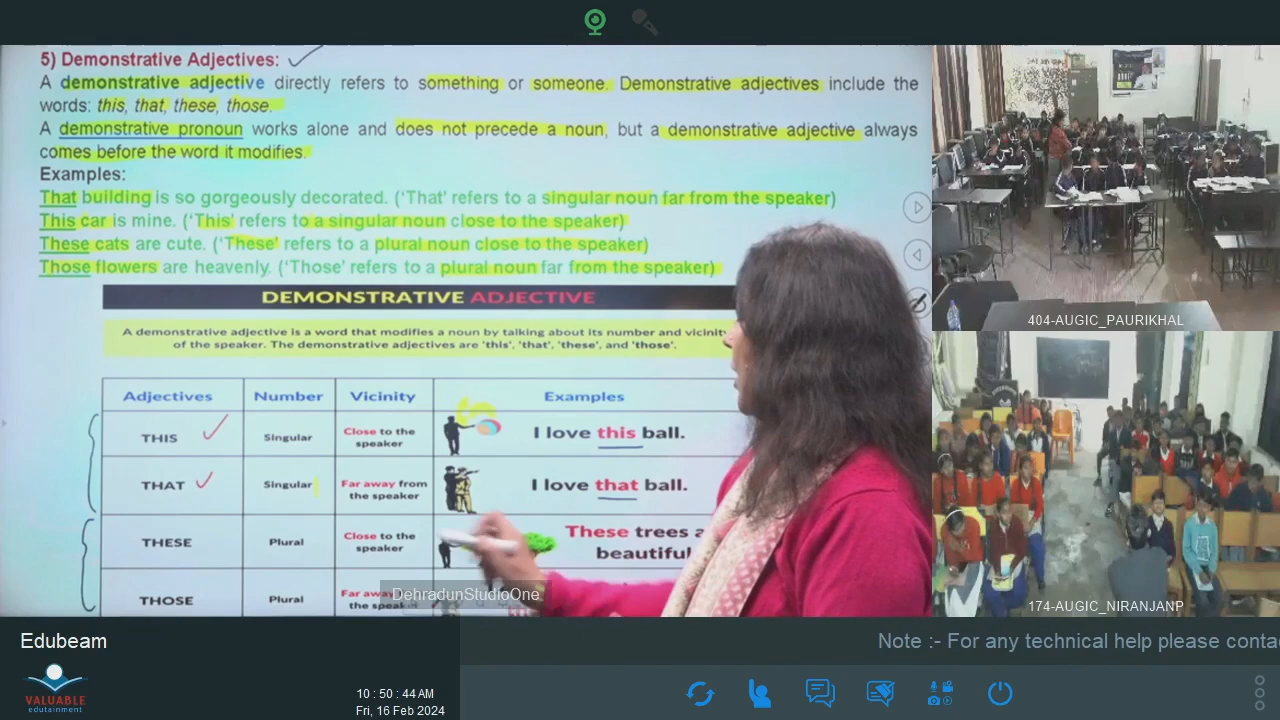 5) Demonstrative Adjectives:
A demonstrative adjective directly refers to something or someone. Demonstrative adjectives include the
words: this, that, these, those.
A demonstrative pronoun works alone and does not precede a noun, but a demonstrative adjective always
comes before the word it modifies.
Examples:
That building is so gorgeously decorated. ('That' refers to a singular noun far from the speaker)
This car is mine. ('This' refers to a singular noun close to the speaker)
These cats are cute. ('These' refers to a plural noun close to the speaker)
Those flowers are heavenly. ('Those' refers to a plural noun far from the speaker)
DEMONSTRATIVE ADJECTIVE
A demonstrative adjective is a word that modifies a noun by talking about its number and
of the speaker. The demonstrative adjectives are 'this', 'that', 'these', and 'those'.
Adjectives Number Vicinity Examples
THIS Singular Close to the speaker I love this ball.
THAT Singular Far away from the speaker I love that ball.
THESE Plural Close to the speaker These trees
beautiful
THOSE Plural Far away
the speaker
DehradunStudioOne
404-AUGIC_PAURIKHAL
174-AUGIC_NIRANJANP
Edubeam
Note :- For any technical help please conta
VALUABLE
edutainment
10 : 50 : 44 AM
Fri, 16 Feb 2024